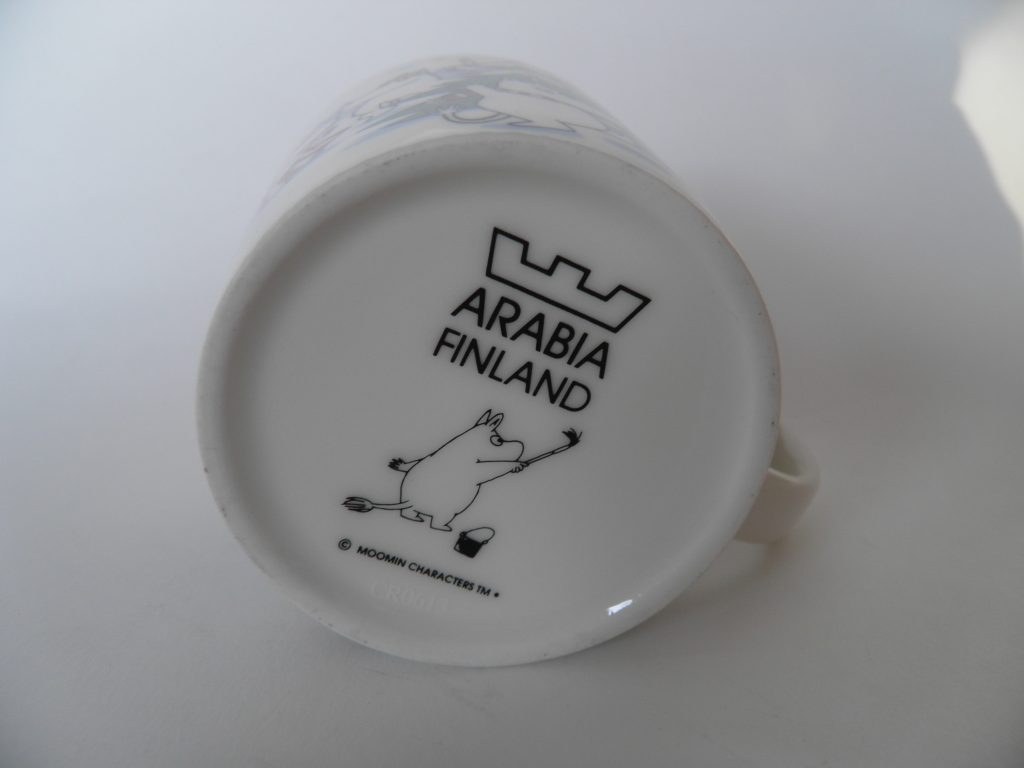 ARABIA
FINLAND
© MOOMIN CHARACTERS TM •